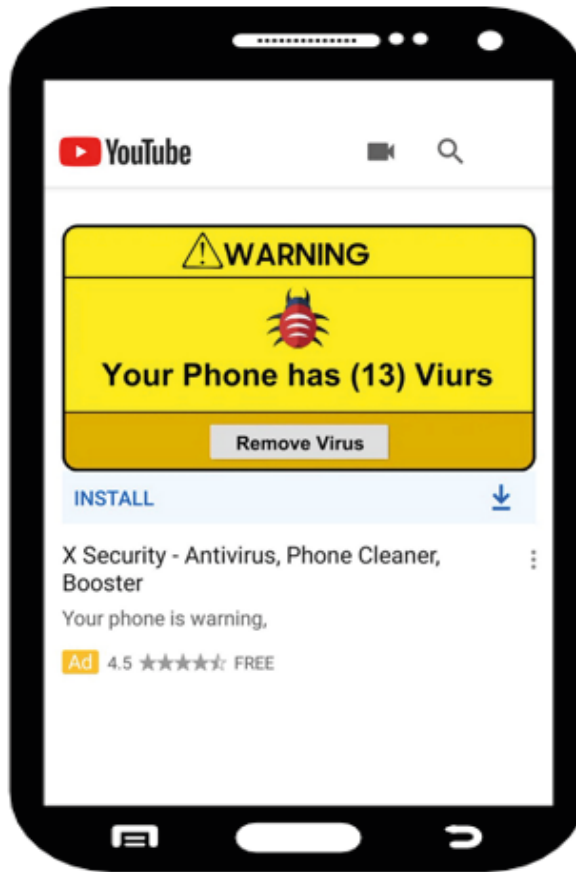 YouTube
WARNING
Your Phone has (13) Viurs
Remove Virus
INSTALL
X Security - Antivirus, Phone Cleaner,
Booster
Your phone is warning,
Ad 4.5 FREE